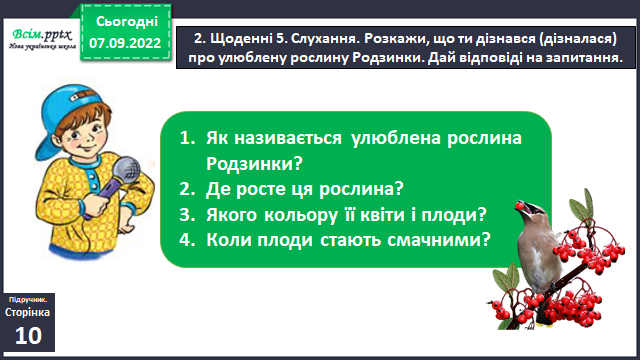 Всім.pptx
Нова українська школа
Сьогодні
07.09.2022
2. Щоденні 5. Слухання. Розкажи, що ти дізнався (дізналася)
про улюблену рослину Родзинки. Дай відповіді на запитання.
1. Як називається улюблена рослина
Родзинки?
2. Де росте ця рослина?
3. Якого кольору її квіти і плоди?
4. Коли плоди стають смачними?
Підручник.
Сторінка
10